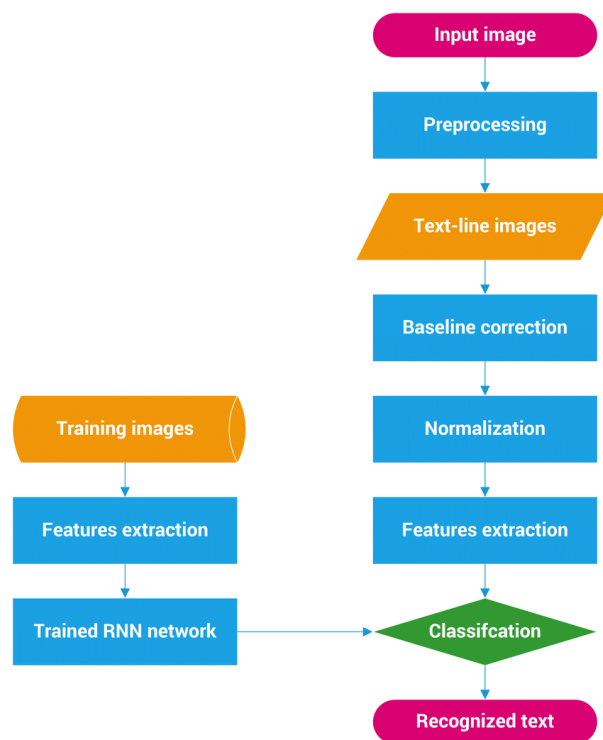 Input image
Preprocessing
Text-line images
Baseline correction
Training images
Normalization
Features extraction
Features extraction
Trained RNN network
Classifcation
Recognized text